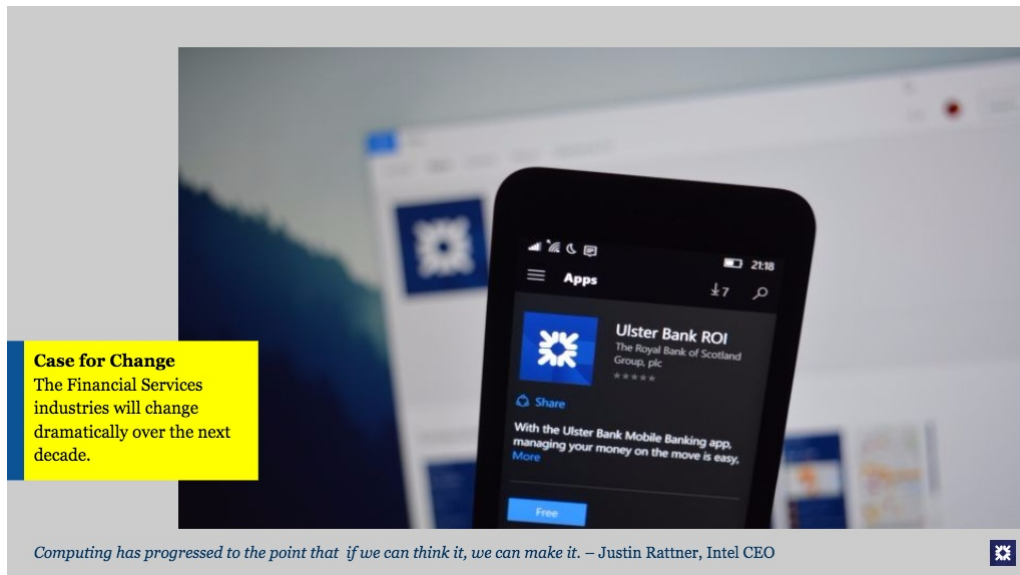 21:18
Apps
7
Ulster Bank ROI
The Royal Bank of Scotland
Group, plc
Share
With the Ulster Bank Mobile Banking app,
managing your money on the move is easy,
More
Free
Case for Change
The Financial Services
industries will change
dramatically over the next
decade.
Computing has progressed to the point that  if we can think it, we can make it. – Justin Rattner, Intel CEO